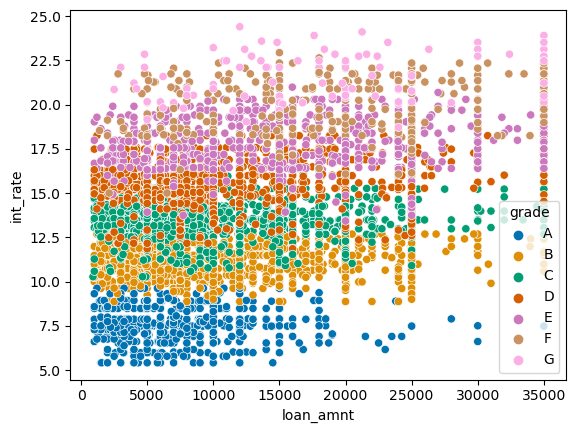 25.0
22.5
20.0
17.5
15.0
12.5
10.0
7.5
5.0
int_rate
grade
A
B
C
D
E
F
G
0 5000 10000 15000 20000 25000 30000 35000
loan_amnt